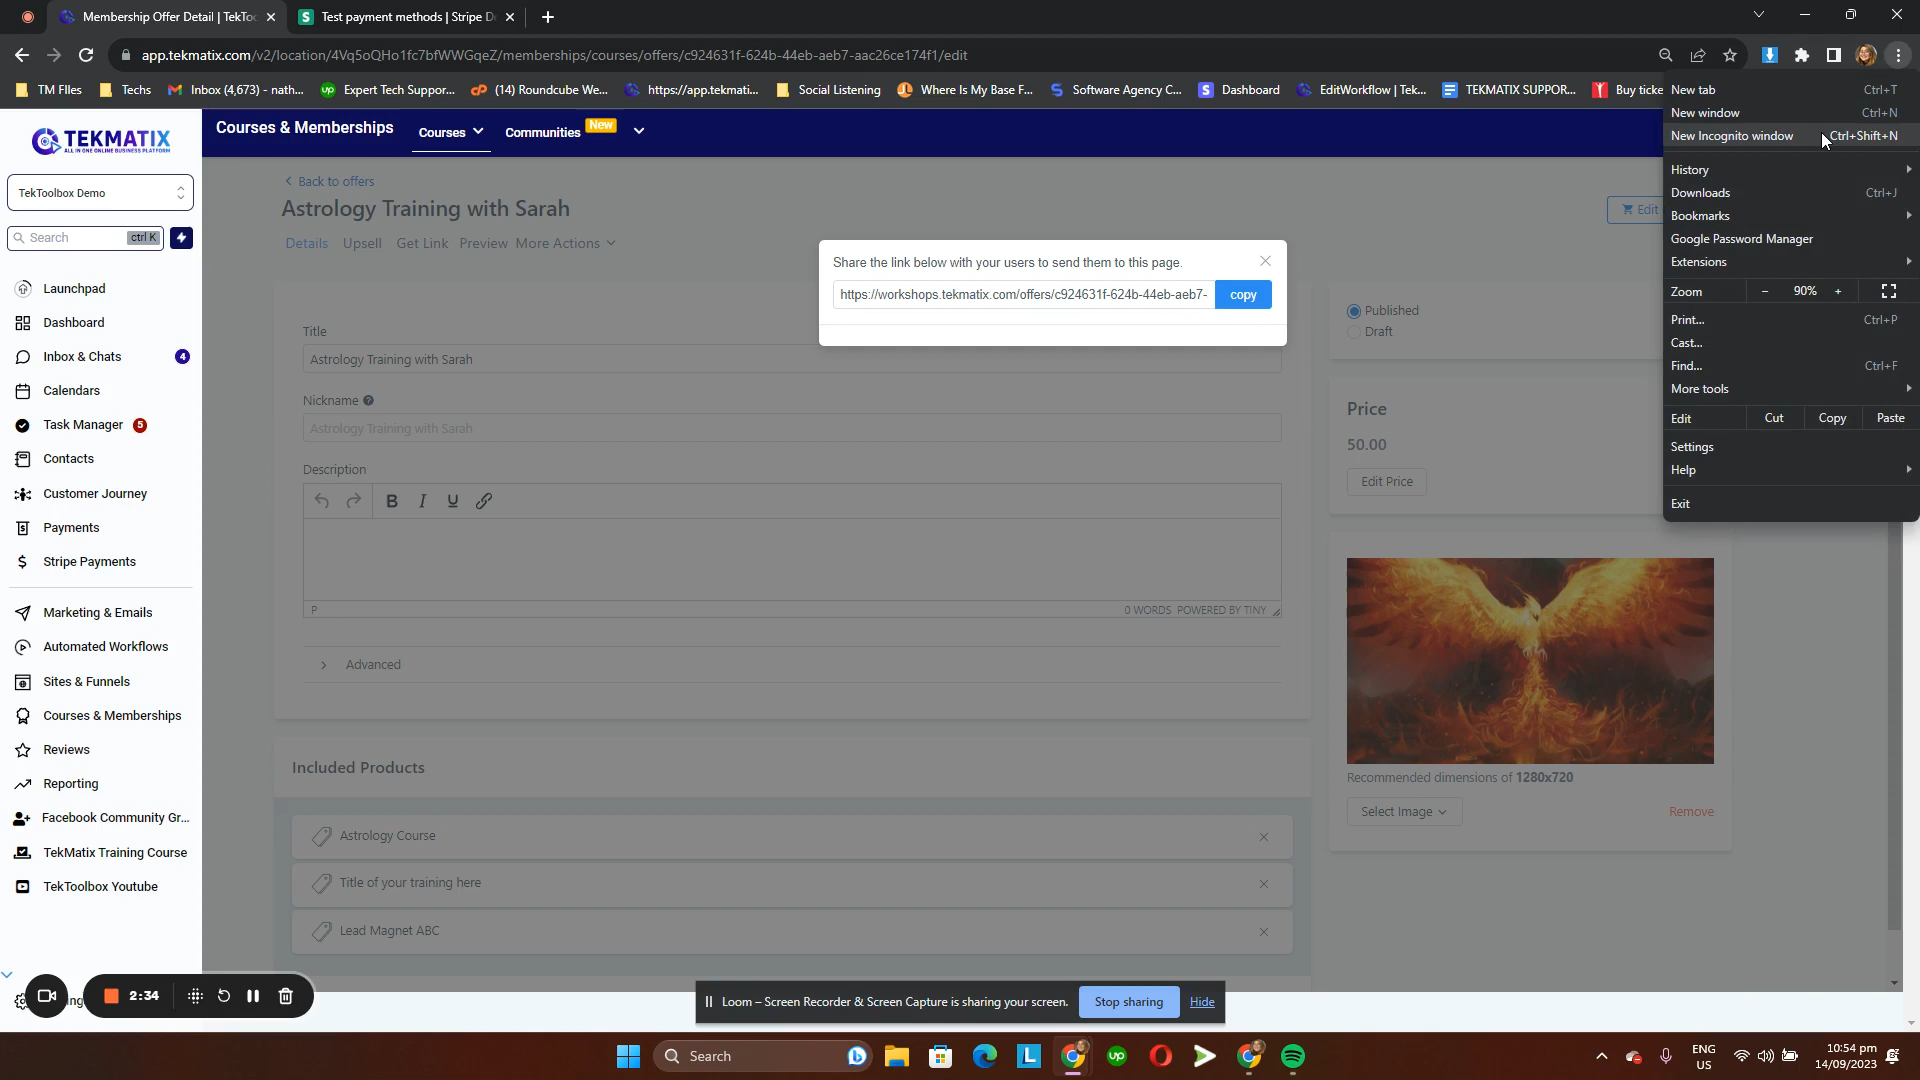 Membership Offer Detail | TekToo
Test payment methods | Stripe D
app.tekmatix.com/v2/location/4Vq5oQHo1fc7bfWWGqeZ/memberships/courses/offers/c924631f-624b-44eb-aeb7-aac26ce174f1/edit
TM FIles
Techs
Inbox (4,673) - nath...
Expert Tech Suppor...
(14) Roundcube We...
https://app.tekmati...
Social Listening
Where Is My Base F...
Software Agency C...
Dashboard
EditWorkflow | Tek...
TEKMATIX SUPPOR...
Buy ticke
New tab Ctrl+T
New window Ctrl+N
New Incognito window Ctrl+Shift+N
History
Downloads Ctrl+J
Bookmarks
Google Password Manager
Extensions
Zoom - 90% +
Print... Ctrl+P
Cast...
Find... Ctrl+F
More tools
Edit Cut Copy Paste
Settings
Help
Exit
TEKMATIX
ALL IN ONE ONLINE BUSINESS PLATFORM
TekToolbox Demo
Search ctrl K
Launchpad
Dashboard
Inbox & Chats 4
Calendars
Task Manager 5
Contacts
Customer Journey
Payments
Stripe Payments
Marketing & Emails
Automated Workflows
Sites & Funnels
Courses & Memberships
Reviews
Reporting
Facebook Community Gr...
TekMatix Training Course
TekToolbox Youtube
Courses & Memberships
Courses
Communities New
Back to offers
Astrology Training with Sarah
Edit
Details Upsell Get Link Preview More Actions
Share the link below with your users to send them to this page.
https://workshops.tekmatix.com/offers/c924631f-624b-44eb-aeb7-
copy
Title
Astrology Training with Sarah
Nickname
Astrology Training with Sarah
Description
B I U
P
0 WORDS POWERED BY TINY
Advanced
Included Products
Astrology Course
Title of your training here
Lead Magnet ABC
Published
Draft
Price
50.00
Edit Price
Recommended dimensions of 1280x720
Select Image
Remove
2:34
Loom – Screen Recorder & Screen Capture is sharing your screen.
Stop sharing
Hide
Search
ENG
US
10:54 pm
14/09/2023